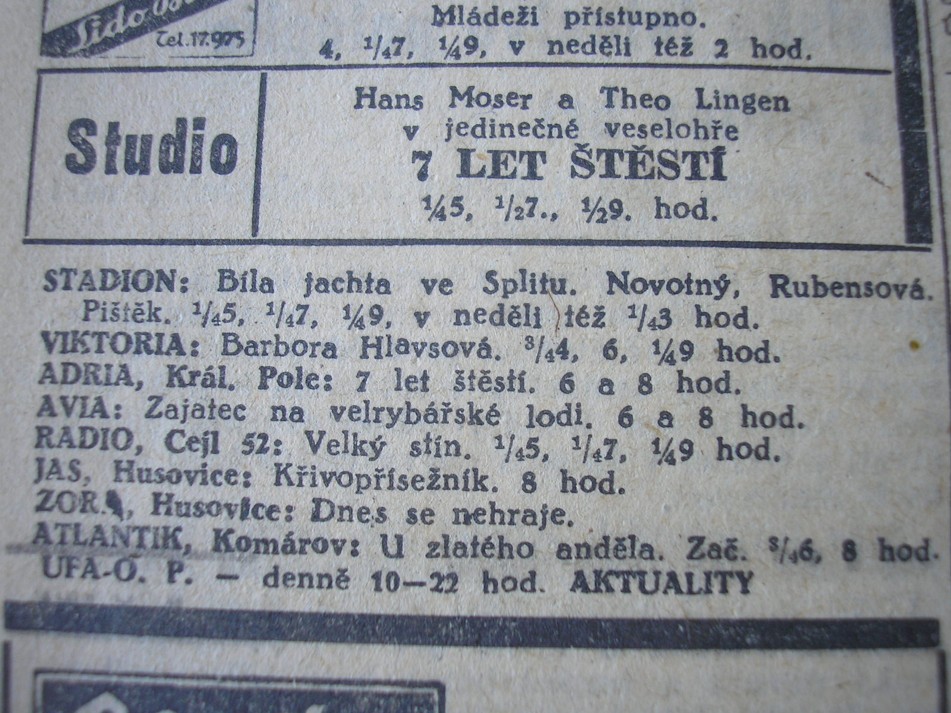 Lido
Tel. 17.975
Mládeži přístupno.
4, ¼7, ¼9, v neděli též 2 hod.
Studio
Hans Moser a Theo Lingen
v jedinečné veselohře
7 LET ŠTĚSTÍ
¼5, ½7., ½9. hod.
STADION: Bíla jachta ve Splitu. Novotný, Rubensová.
Pištěk. ¼5, ¼7, ¼9, v neděli též ¼3 hod.
VIKTORIA: Barbora Hlavsová. ¾4, 6, ¼9 hod.
ADRIA, Král. Pole: 7 let štěstí. 6 a 8 hod.
AVIA: Zajatec na velrybářské lodi. 6 a 8 hod.
RADIO, Cejl 52: Velký stín. ¼5, ¼7, ¼9 hod.
JAS, Husovice: Křivopřísežník. 8 hod.
ZORA, Husovice: Dnes se nehraje.
ATLANTIK, Komárov: U zlatého anděla. Zač. ¾6, 8 hod.
UFA-O. P. — denně 10—22 hod. AKTUALITY